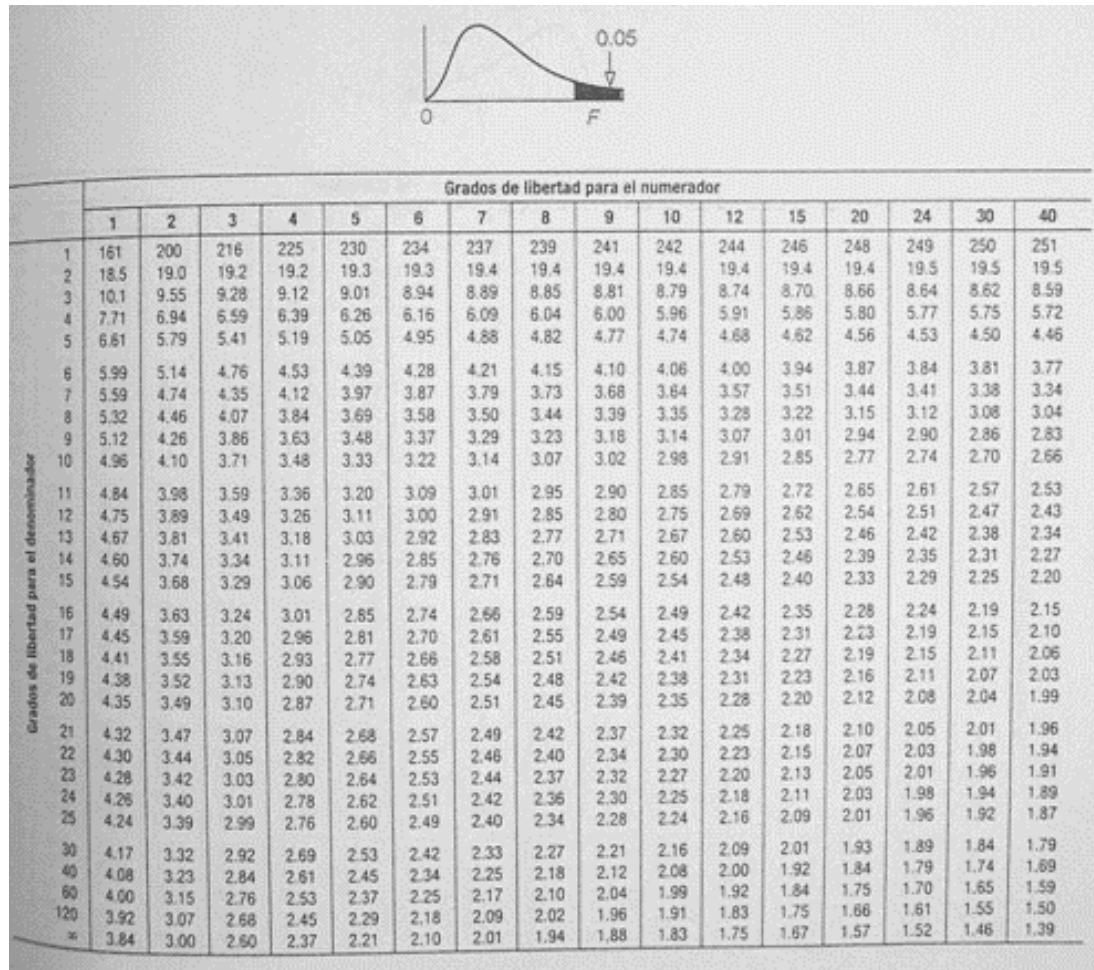 0.05
0 F
Grados de libertad para el numerador
1 2 3 4 5 6 7 8 9 10 12 15 20 24 30 40
Grados de libertad para el denominador
1 161 200 216 225 230 234 237 239 241 242 244 246 248 249 250 251
2 18.5 19.0 19.2 19.2 19.3 19.3 19.4 19.4 19.4 19.4 19.4 19.4 19.4 19.5 19.5 19.5
3 10.1 9.55 9.28 9.12 9.01 8.94 8.89 8.85 8.81 8.79 8.74 8.70 8.66 8.64 8.62 8.59
4 7.71 6.94 6.59 6.39 6.26 6.16 6.09 6.04 6.00 5.96 5.91 5.86 5.80 5.77 5.75 5.72
5 6.61 5.79 5.41 5.19 5.05 4.95 4.88 4.82 4.77 4.74 4.68 4.62 4.56 4.53 4.50 4.46
6 5.99 5.14 4.76 4.53 4.39 4.28 4.21 4.15 4.10 4.06 4.00 3.94 3.87 3.84 3.81 3.77
7 5.59 4.74 4.35 4.12 3.97 3.87 3.79 3.73 3.68 3.64 3.57 3.51 3.44 3.41 3.38 3.34
8 5.32 4.46 4.07 3.84 3.69 3.58 3.50 3.44 3.39 3.35 3.28 3.22 3.15 3.12 3.08 3.04
9 5.12 4.26 3.86 3.63 3.48 3.37 3.29 3.23 3.18 3.14 3.07 3.01 2.94 2.90 2.86 2.83
10 4.96 4.10 3.71 3.48 3.33 3.22 3.14 3.07 3.02 2.98 2.91 2.85 2.77 2.74 2.70 2.66
11 4.84 3.98 3.59 3.36 3.20 3.09 3.01 2.95 2.90 2.85 2.79 2.72 2.65 2.61 2.57 2.53
12 4.75 3.89 3.49 3.26 3.11 3.00 2.91 2.85 2.80 2.75 2.69 2.62 2.54 2.51 2.47 2.43
13 4.67 3.81 3.41 3.18 3.03 2.92 2.83 2.77 2.71 2.67 2.60 2.53 2.46 2.42 2.38 2.34
14 4.60 3.74 3.34 3.11 2.96 2.85 2.76 2.70 2.65 2.60 2.53 2.46 2.39 2.35 2.31 2.27
15 4.54 3.68 3.29 3.06 2.90 2.79 2.71 2.64 2.59 2.54 2.48 2.40 2.33 2.29 2.25 2.20
16 4.49 3.63 3.24 3.01 2.85 2.74 2.66 2.59 2.54 2.49 2.42 2.35 2.28 2.24 2.19 2.15
17 4.45 3.59 3.20 2.96 2.81 2.70 2.61 2.55 2.49 2.45 2.38 2.31 2.23 2.19 2.15 2.10
18 4.41 3.55 3.16 2.93 2.77 2.66 2.58 2.51 2.46 2.41 2.34 2.27 2.19 2.15 2.11 2.06
19 4.38 3.52 3.13 2.90 2.74 2.63 2.54 2.48 2.42 2.38 2.31 2.23 2.16 2.11 2.07 2.03
20 4.35 3.49 3.10 2.87 2.71 2.60 2.51 2.45 2.39 2.35 2.28 2.20 2.12 2.08 2.04 1.99
21 4.32 3.47 3.07 2.84 2.68 2.57 2.49 2.42 2.37 2.32 2.25 2.18 2.10 2.05 2.01 1.96
22 4.30 3.44 3.05 2.82 2.66 2.55 2.46 2.40 2.34 2.30 2.23 2.15 2.07 2.03 1.98 1.94
23 4.28 3.42 3.03 2.80 2.64 2.53 2.44 2.37 2.32 2.27 2.20 2.13 2.05 2.01 1.96 1.91
24 4.26 3.40 3.01 2.78 2.62 2.51 2.42 2.36 2.30 2.25 2.18 2.11 2.03 1.98 1.94 1.89
25 4.24 3.39 2.99 2.76 2.60 2.49 2.40 2.34 2.28 2.24 2.16 2.09 2.01 1.96 1.92 1.87
30 4.17 3.32 2.92 2.69 2.53 2.42 2.33 2.27 2.21 2.16 2.09 2.01 1.93 1.89 1.84 1.79
40 4.08 3.23 2.84 2.61 2.45 2.34 2.25 2.18 2.12 2.08 2.00 1.92 1.84 1.79 1.74 1.69
60 4.00 3.15 2.76 2.53 2.37 2.25 2.17 2.10 2.04 1.99 1.92 1.84 1.75 1.70 1.65 1.59
120 3.92 3.07 2.68 2.45 2.29 2.18 2.09 2.02 1.96 1.91 1.83 1.75 1.66 1.61 1.55 1.50
∞ 3.84 3.00 2.60 2.37 2.21 2.10 2.01 1.94 1.88 1.83 1.75 1.67 1.57 1.52 1.46 1.39